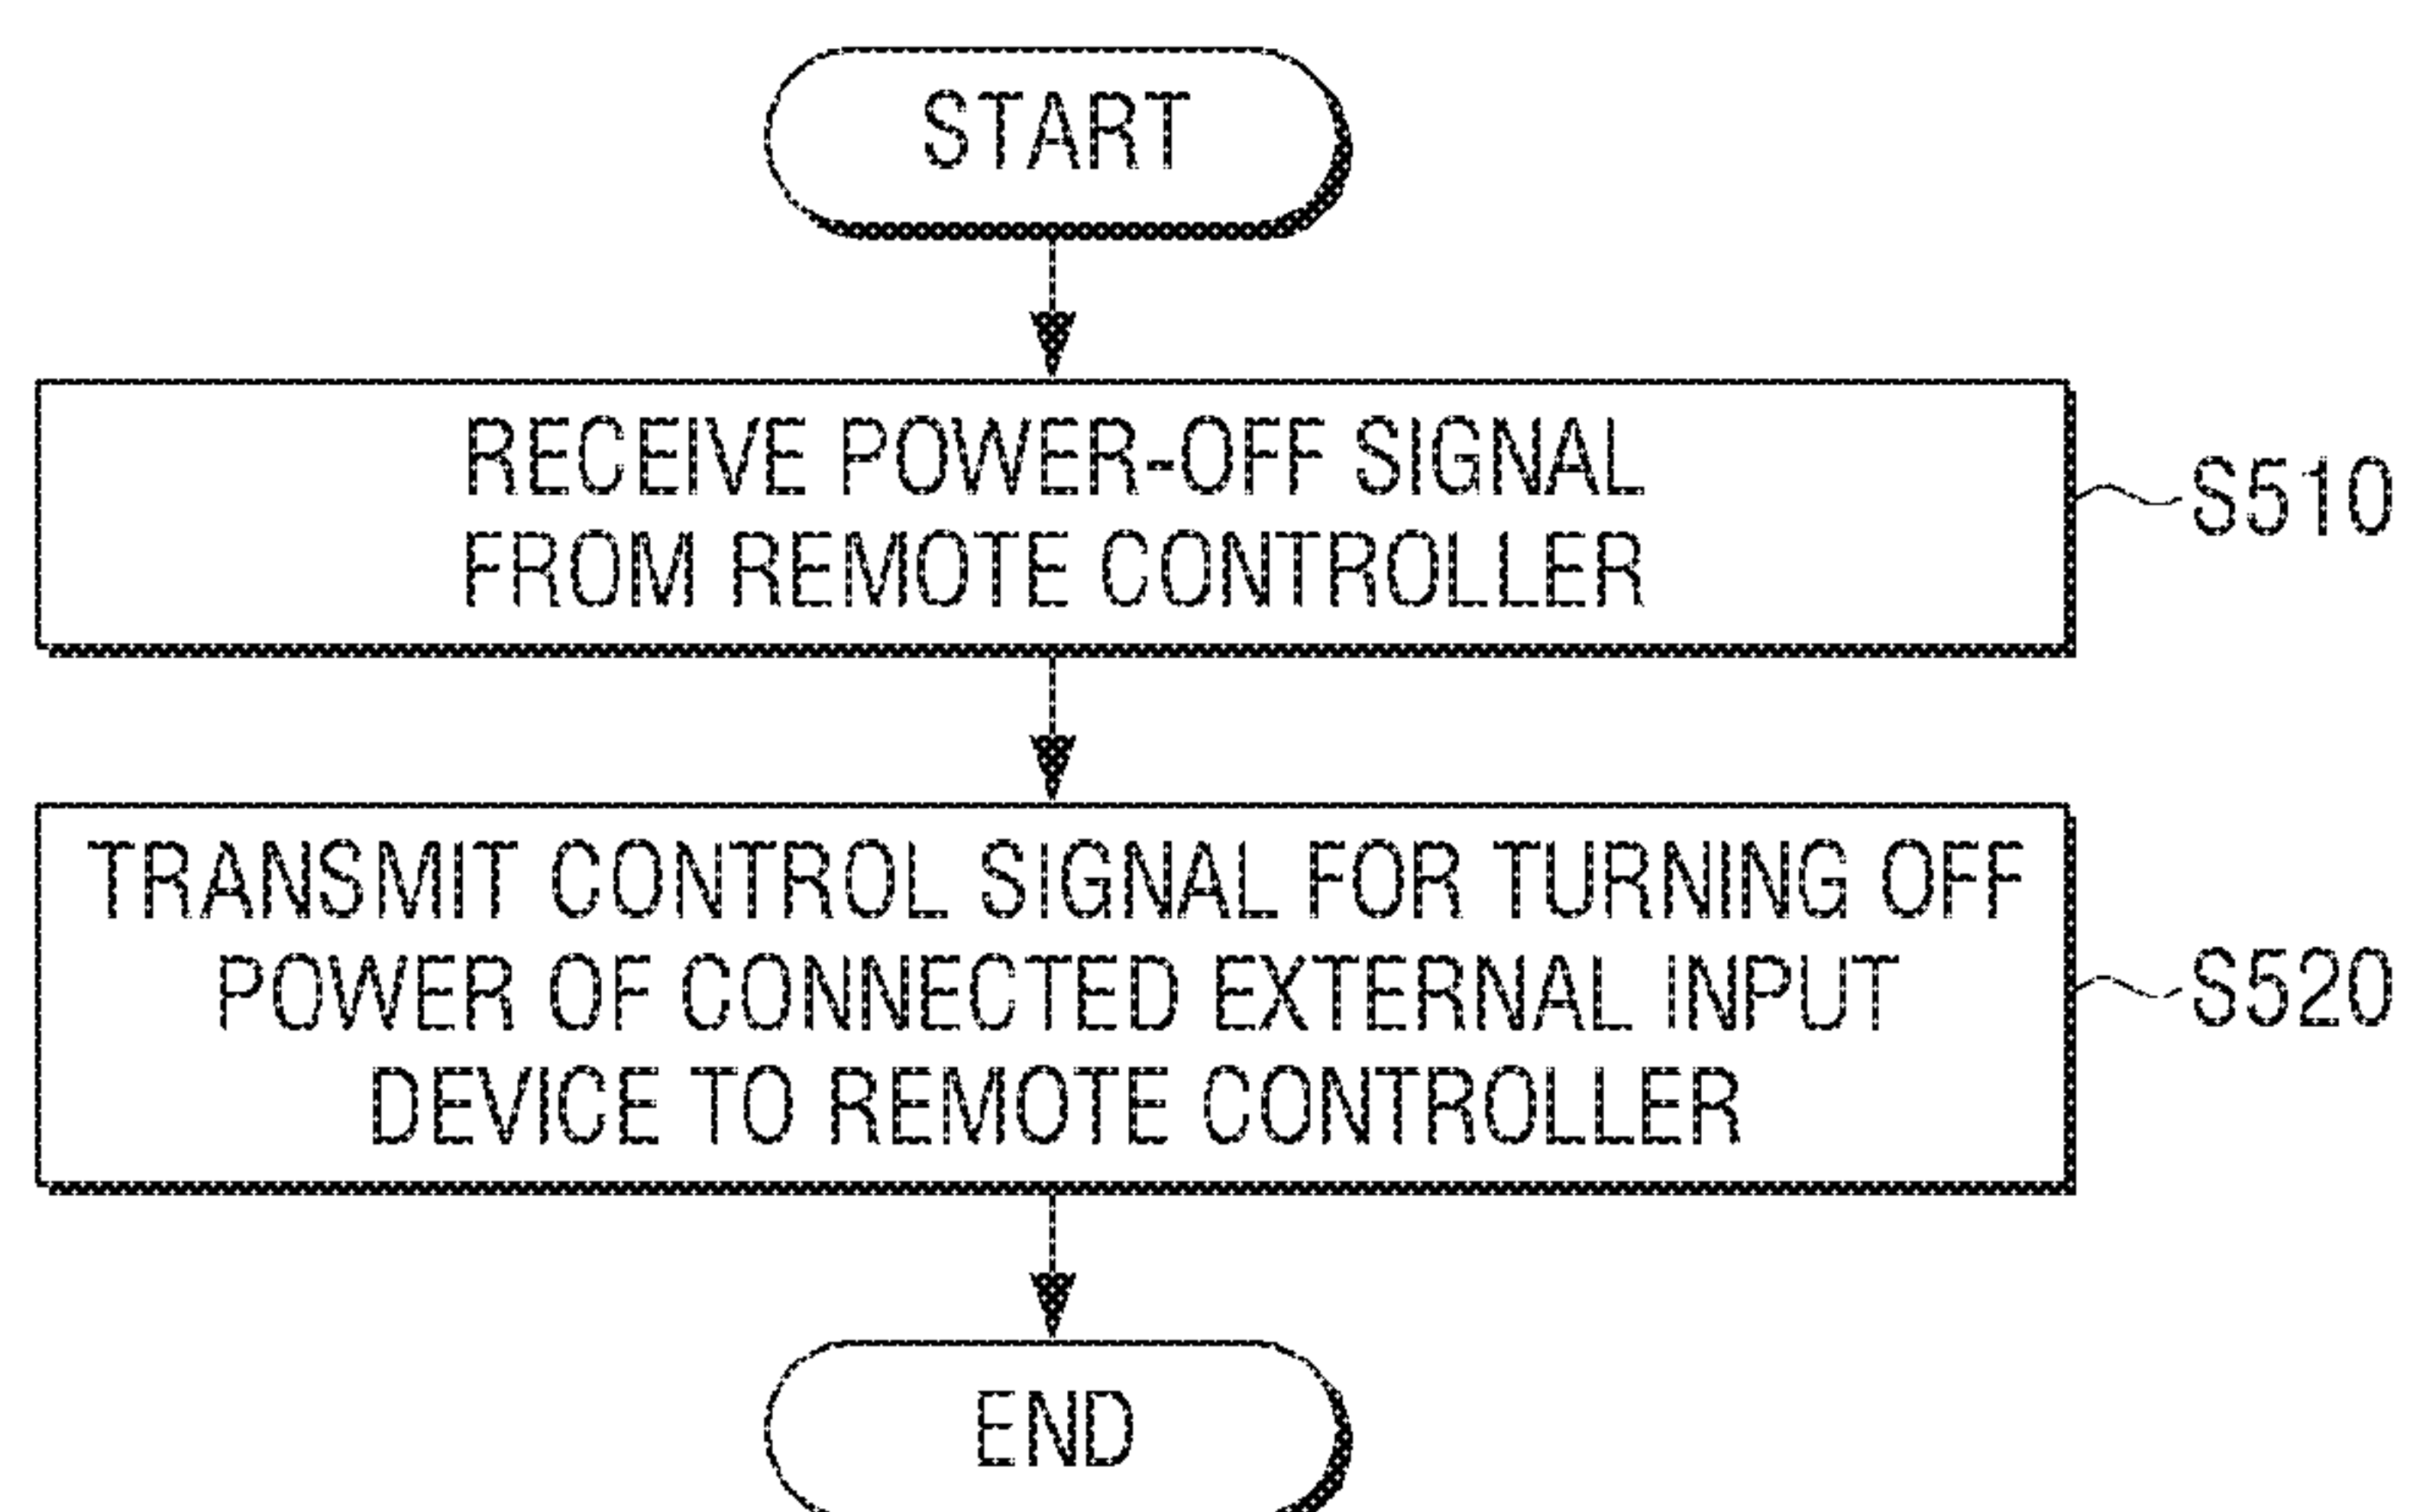 START
RECEIVE POWER-OFF SIGNAL
FROM REMOTE CONTROLLER
S510
TRANSMIT CONTROL SIGNAL FOR TURNING OFF
POWER OF CONNECTED EXTERNAL INPUT
DEVICE TO REMOTE CONTROLLER
S520
END